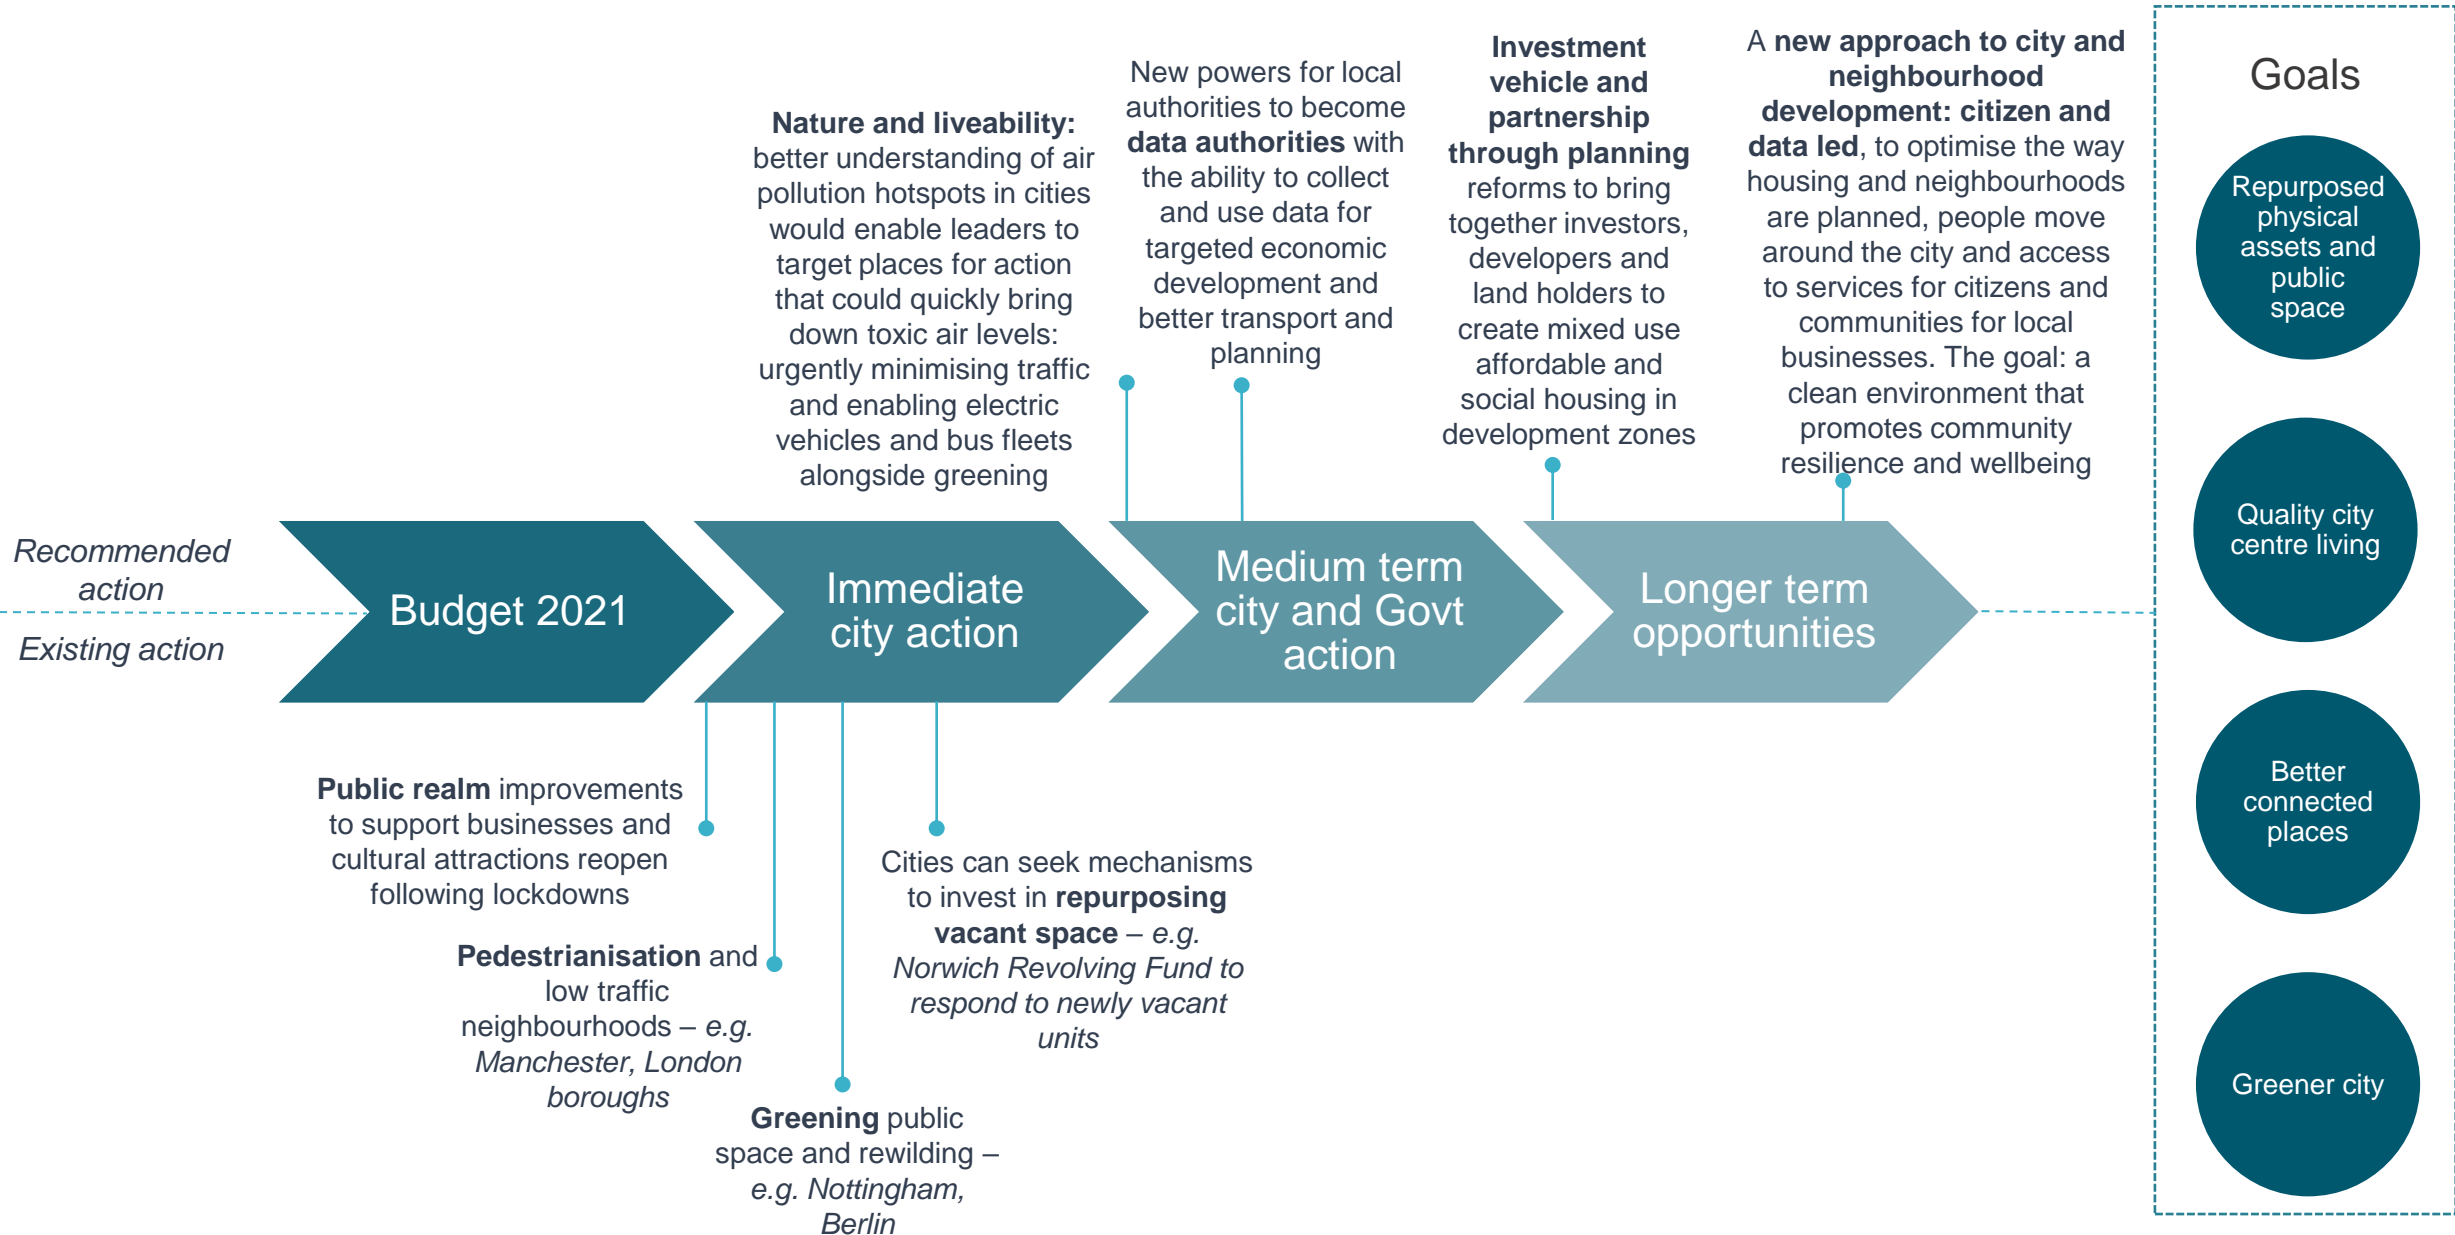 Nature and liveability:
better understanding of air
pollution hotspots in cities
would enable leaders to
target places for action
that could quickly bring
down toxic air levels:
urgently minimising traffic
and enabling electric
vehicles and bus fleets
alongside greening
New powers for local
authorities to become
data authorities with
the ability to collect
and use data for
targeted economic
development and
better transport and
planning
Investment
vehicle and
partnership
through planning
reforms to bring
together investors,
developers and
land holders to
create mixed use
affordable and
social housing in
development zones
A new approach to city and
neighbourhood
development: citizen and
data led, to optimise the way
housing and neighbourhoods
are planned, people move
around the city and access
to services for citizens and
communities for local
businesses. The goal: a
clean environment that
promotes community
resilience and wellbeing
Recommended
action
Existing action
Budget 2021
Immediate
city action
Medium term
city and Govt
action
Longer term
opportunities
Public realm improvements
to support businesses and
cultural attractions reopen
following lockdowns
Pedestrianisation and
low traffic
neighbourhoods – e.g.
Manchester, London
boroughs
Greening public
space and rewilding –
e.g. Nottingham,
Berlin
Cities can seek mechanisms
to invest in repurposing
vacant space – e.g.
Norwich Revolving Fund to
respond to newly vacant
units
Goals
Repurposed
physical
assets and
public
space
Quality city
centre living
Better
connected
places
Greener city